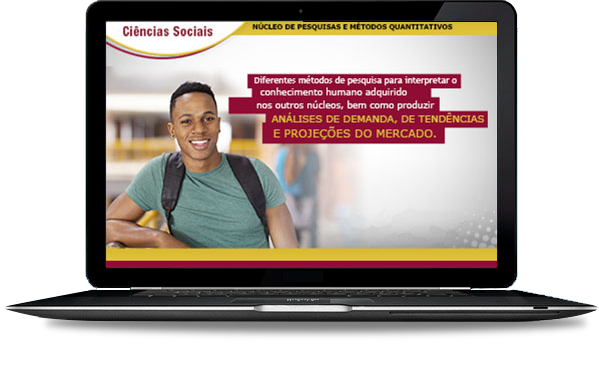 Ciências Sociais
NÚCLEO DE PESQUISAS E MÉTODOS QUANTITATIVOS
Diferentes métodos de pesquisa para interpretar o
conhecimento humano adquirido
nos outros núcleos, bem como produzir
ANÁLISES DE DEMANDA, DE TENDÊNCIAS
E PROJEÇÕES DO MERCADO.